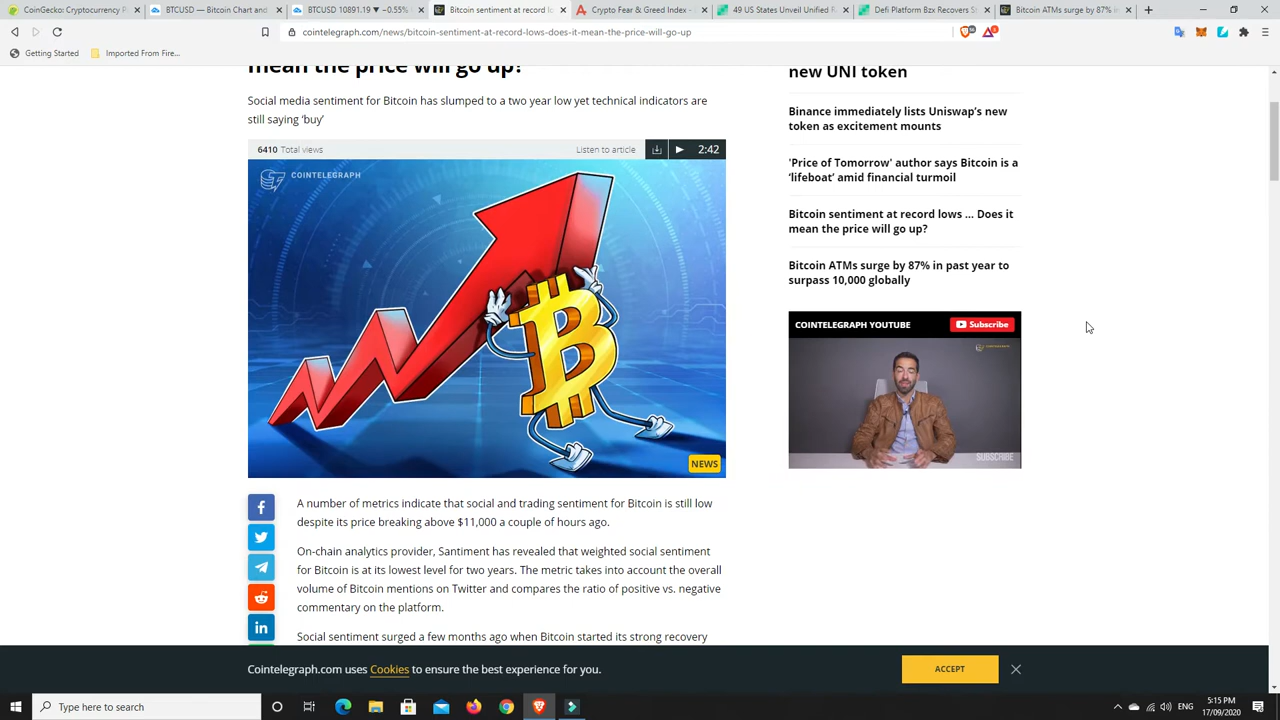 CoinGecko: Cryptocurrency P
BTCUSD — Bitcoin Chart and
BTCUSD 10891.19 ▼ −0.55%
Bitcoin sentiment at record lo
Crypto Fear & Greed Index -
49 US States Unveil Unified R
Defi Platform Bzx Recovers S
Bitcoin ATMs surge by 87% in
cointelegraph.com/news/bitcoin-sentiment-at-record-lows-does-it-mean-the-price-will-go-up
Getting Started
Imported From Fire...
mean the price will go up?
Social media sentiment for Bitcoin has slumped to a two year low yet technical indicators are
still saying ‘buy’
6410 Total views
Listen to article
2:42
COINTELEGRAPH
NEWS
A number of metrics indicate that social and trading sentiment for Bitcoin is still low
despite its price breaking above $11,000 a couple of hours ago.
On-chain analytics provider, Santiment has revealed that weighted social sentiment
for Bitcoin is at its lowest level for two years. The metric takes into account the overall
volume of Bitcoin mentions on Twitter and compares the ratio of positive vs. negative
commentary on the platform.
Social sentiment surged a few months ago when Bitcoin started its strong recovery
new UNI token
Binance immediately lists Uniswap’s new
token as excitement mounts
'Price of Tomorrow' author says Bitcoin is a
‘lifeboat’ amid financial turmoil
Bitcoin sentiment at record lows ... Does it
mean the price will go up?
Bitcoin ATMs surge by 87% in past year to
surpass 10,000 globally
COINTELEGRAPH YOUTUBE
Subscribe
SUBSCRIBE
Cointelegraph.com uses Cookies to ensure the best experience for you.
ACCEPT
Type here to search
ENG
5:15 PM
17/09/2020